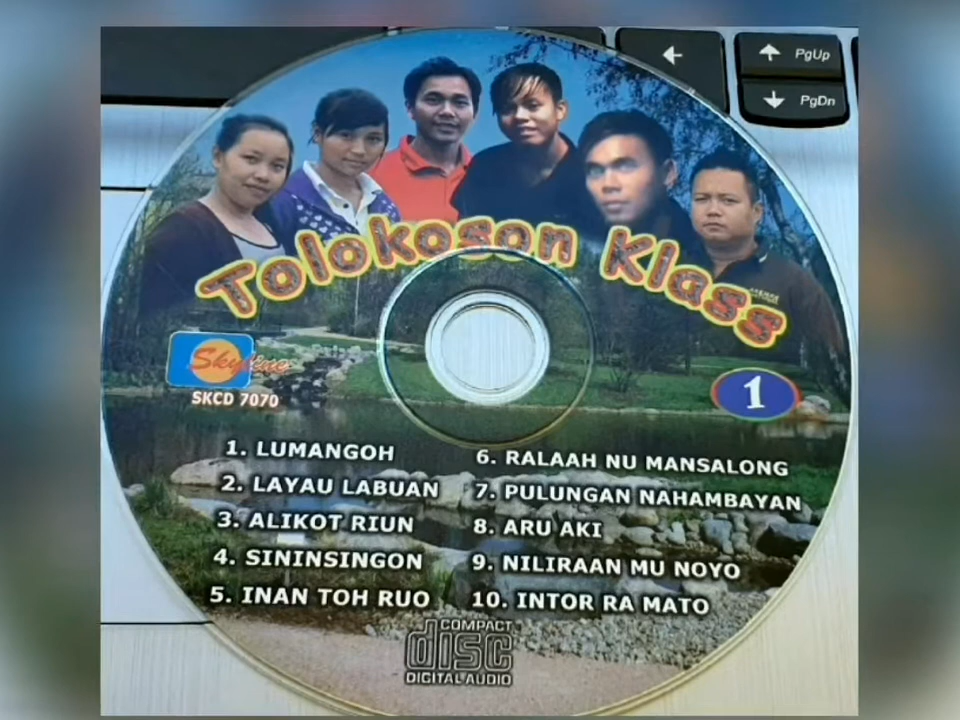 PgUp
PgDn
Tolokoson Klass
Skyline
SKCD 7070
1
1. LUMANGOH
2. LAYAU LABUAN
3. ALIKOT RIUN
4. SININSINGON
5. INAN TOH RUO
6. RALAAH NU MANSALONG
7. PULUNGAN NAHAMBAYAN
8. ARU AKI
9. NILIRAAN MU NOYO
10. INTOR RA MATO
COMPACT
disc
DIGITAL AUDIO